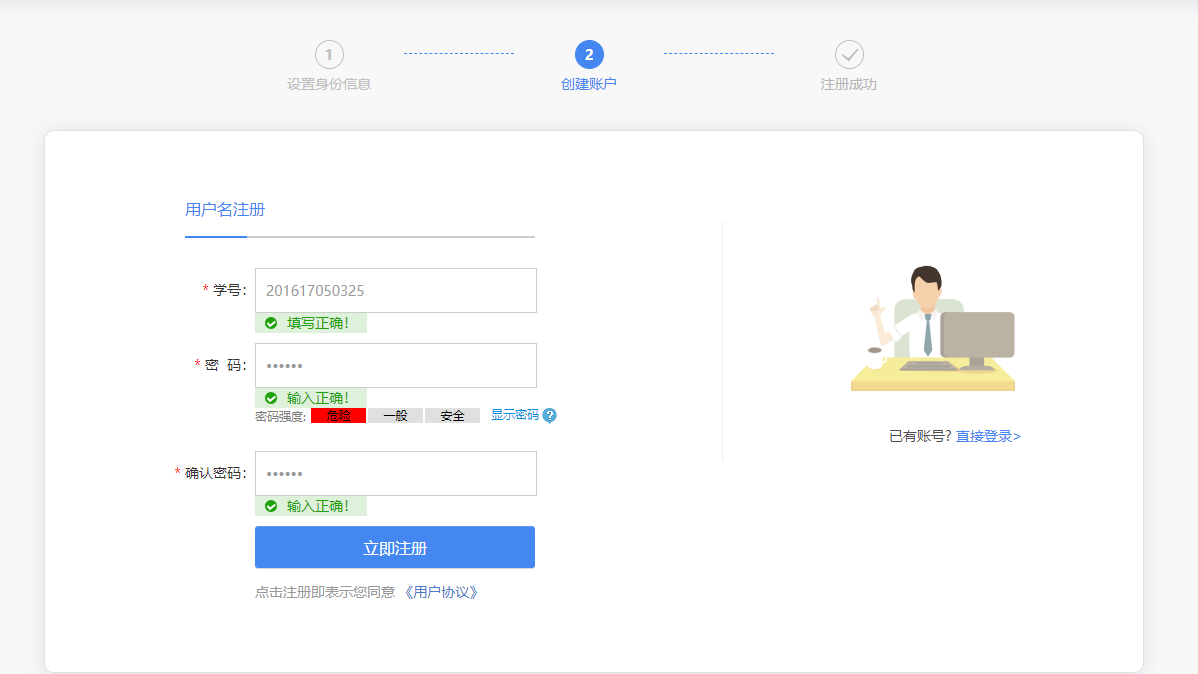 1
2
设置身份信息
创建账户
注册成功
用户名注册
* 学号: 201617050325
填写正确!
* 密 码: ••••••
输入正确!
密码强度: 危险 一般 安全 显示密码 ?
* 确认密码: ••••••
输入正确!
立即注册
点击注册即表示您同意 《用户协议》
已有账号? 直接登录>